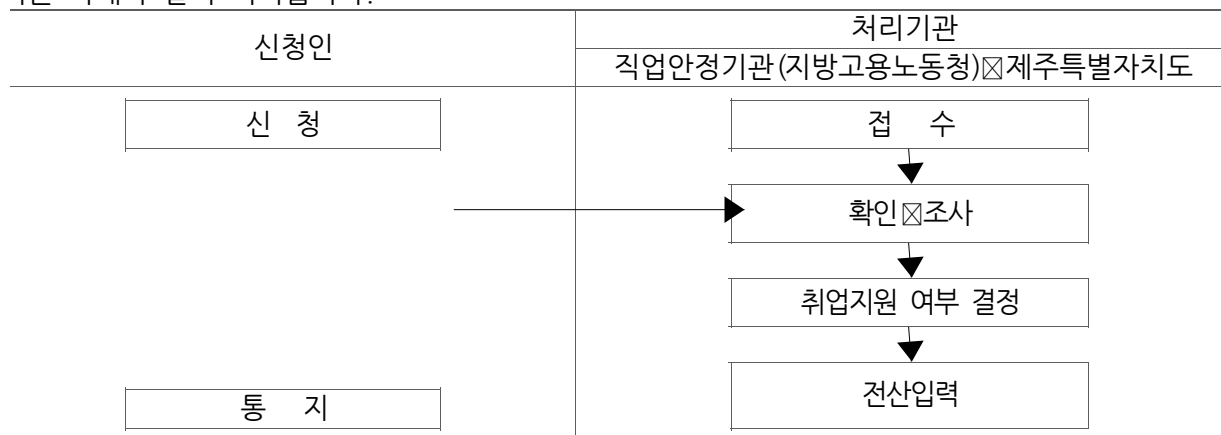 신청인
처리기관
직업안정기관(지방고용노동청)☒제주특별자치도
신 청
접 수
확인☒조사
취업지원 여부 결정
전산입력
통 지